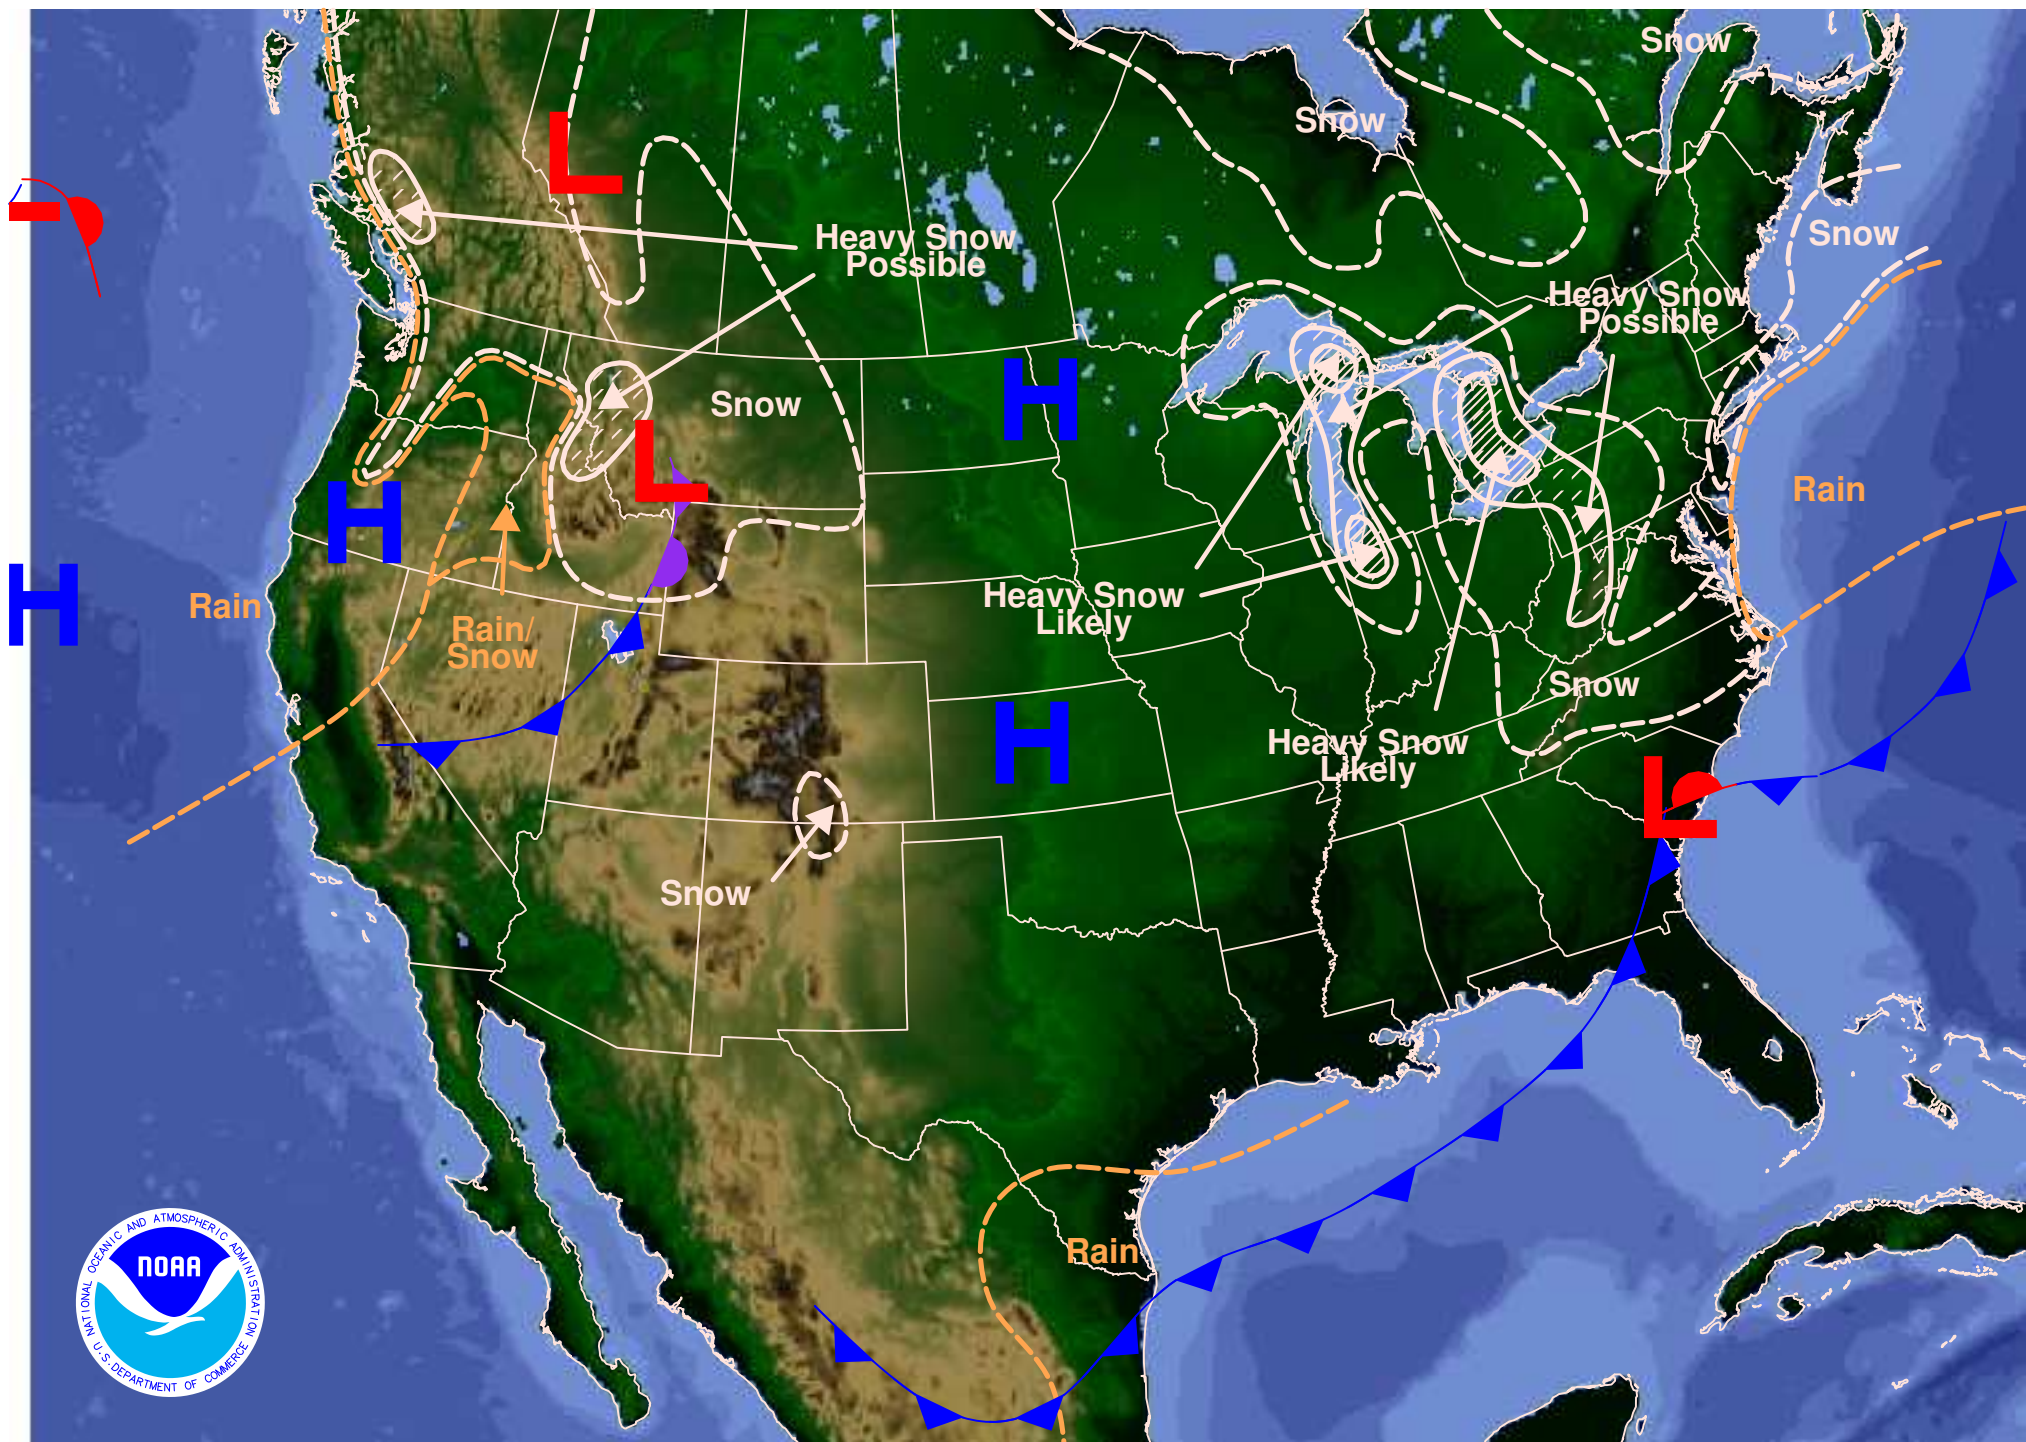 Snow
Snow
L
Snow
Heavy Snow
Possible
Heavy Snow
Possible
H
Snow
L
H
Rain
H
Rain
Heavy Snow
Likely
Rain/
Snow
Snow
H
Heavy Snow
Likely
L
Snow
Rain
NOAA
NATIONAL OCEANIC AND ATMOSPHERIC ADMINISTRATION
U.S. DEPARTMENT OF COMMERCE